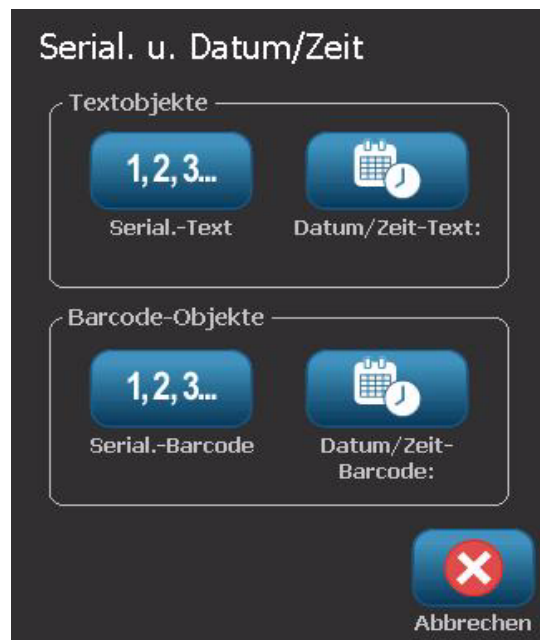 Serial. u. Datum/Zeit
Textobjekte
1,2,3...
Serial.-Text
Datum/Zeit-Text:
Barcode-Objekte
1,2,3...
Serial.-Barcode
Datum/Zeit-
Barcode:
Abbrechen